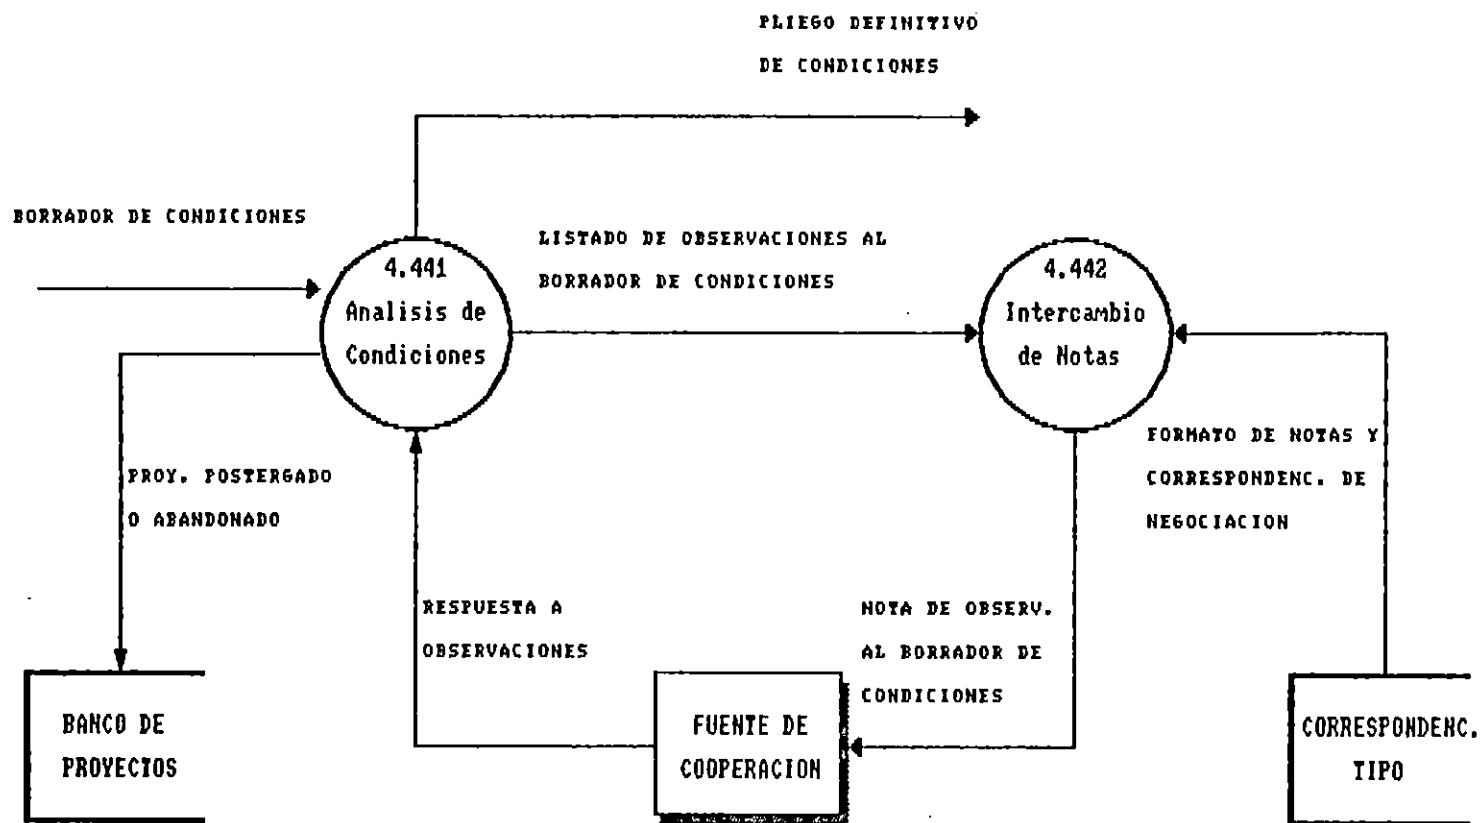 PLIEGO DEFINITIVO
DE CONDICIONES
BORRADOR DE CONDICIONES
4.441
Analisis de
Condiciones
LISTADO DE OBSERVACIONES AL
BORRADOR DE CONDICIONES
4.442
Intercambio
de Notas
PROY. POSTERGADO
O ABANDONADO
FORMATO DE NOTAS Y
CORRESPONDENC. DE
NEGOCIACION
RESPUESTA A
OBSERVACIONES
NOTA DE OBSERV.
AL BORRADOR DE
CONDICIONES
BANCO DE
PROYECTOS
FUENTE DE
COOPERACION
CORRESPONDENC.
TIPO